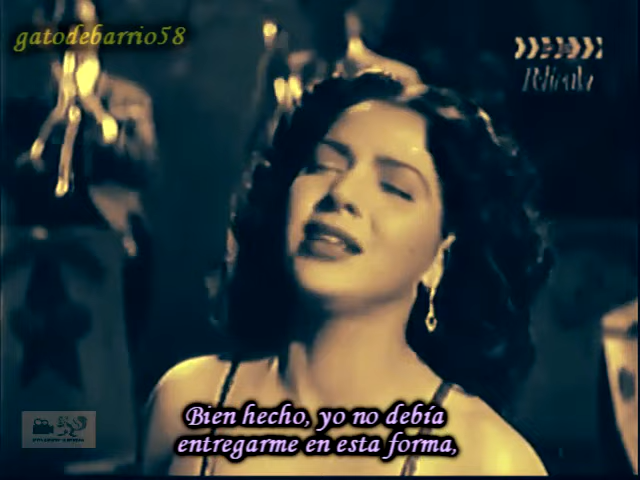 gatodebarrio58
Película
Bien hecho, yo no debía
entregarme en esta forma,